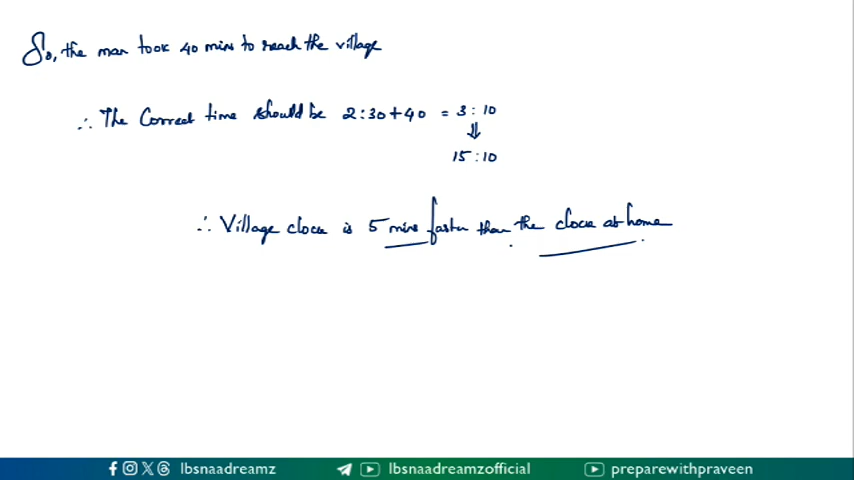 So, the man took 40 mins to reach the village
∴ The Correct time should be 2:30+40 = 3:10
⇓
15:10
∴ Village clock is 5 mins faster than the clock at home
lbsnaadreamz lbsnaadreamzofficial preparewithpraveen